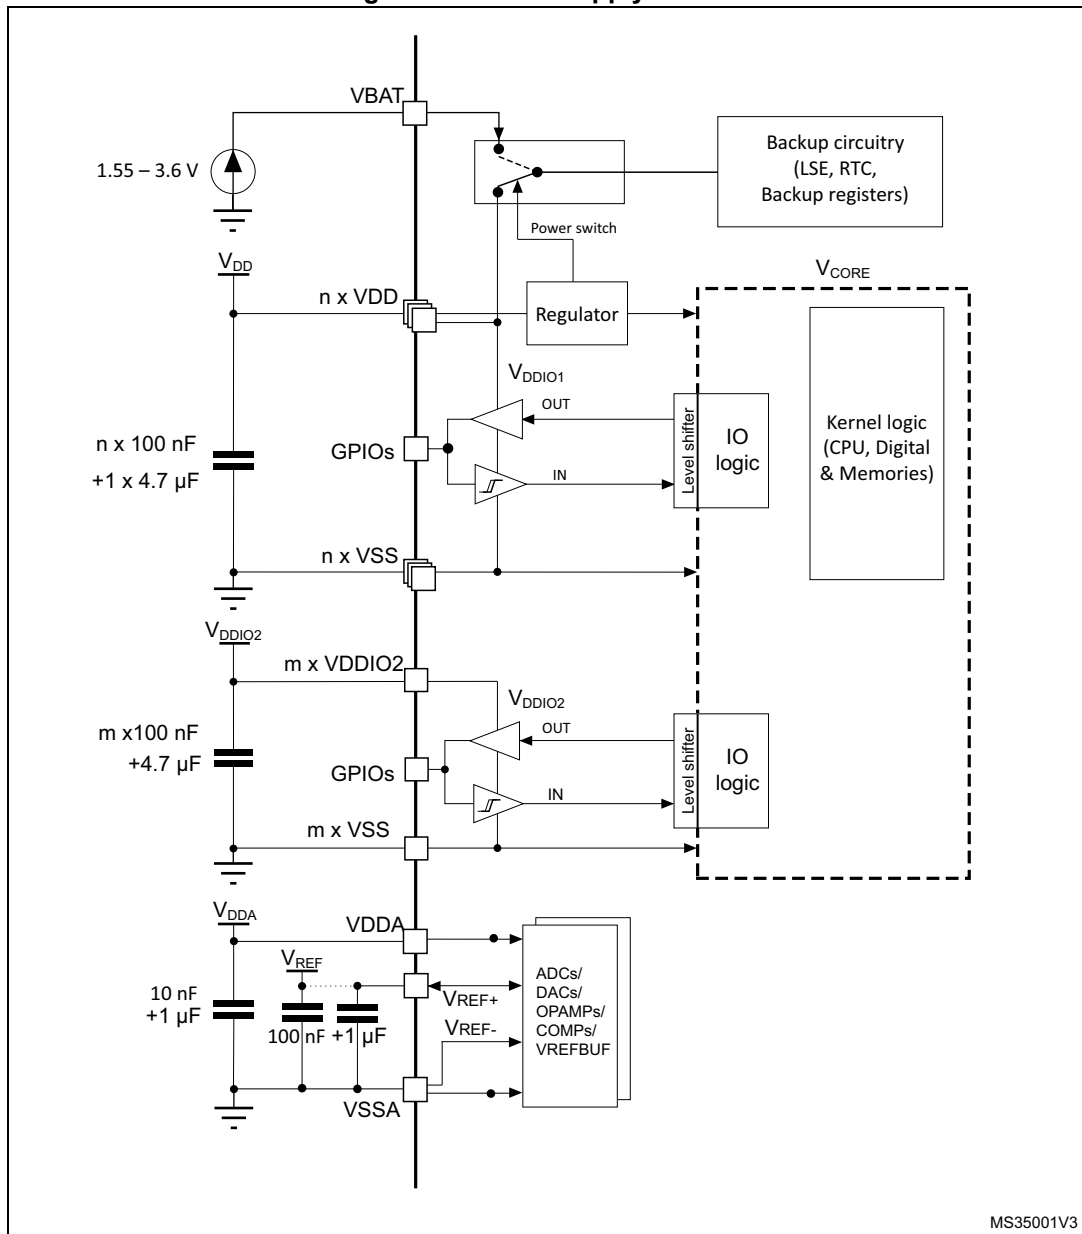 VBAT
1.55 – 3.6 V
Backup circuitry
(LSE, RTC,
Backup registers)
Power switch
VDD
n x VDD
Regulator
VCORE
VDDIO1
OUT
GPIOs
IN
Level shifter
IO
logic
Kernel logic
(CPU, Digital
& Memories)
n x 100 nF
+1 x 4.7 µF
n x VSS
VDDIO2
m x VDDIO2
VDDIO2
OUT
m x100 nF
+4.7 µF
GPIOs
IN
Level shifter
IO
logic
m x VSS
VDDA
VDDA
VREF
10 nF
+1 µF
100 nF
+1 µF
VREF+
VREF-
ADCs/
DACs/
OPAMPs/
COMPs/
VREFBUF
VSSA
MS35001V3